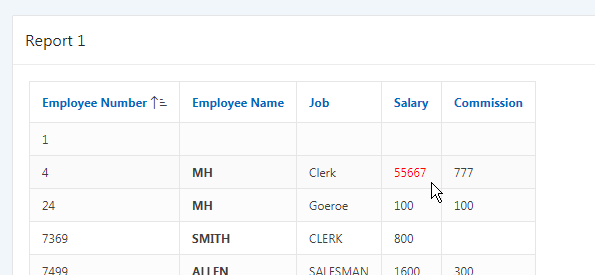 Report 1
Employee Number Employee Name Job Salary Commission
1
4 MH Clerk 55667 777
24 MH Goeroe 100 100
7369 SMITH CLERK 800
7499 ALLEN SALESMAN 1600 300